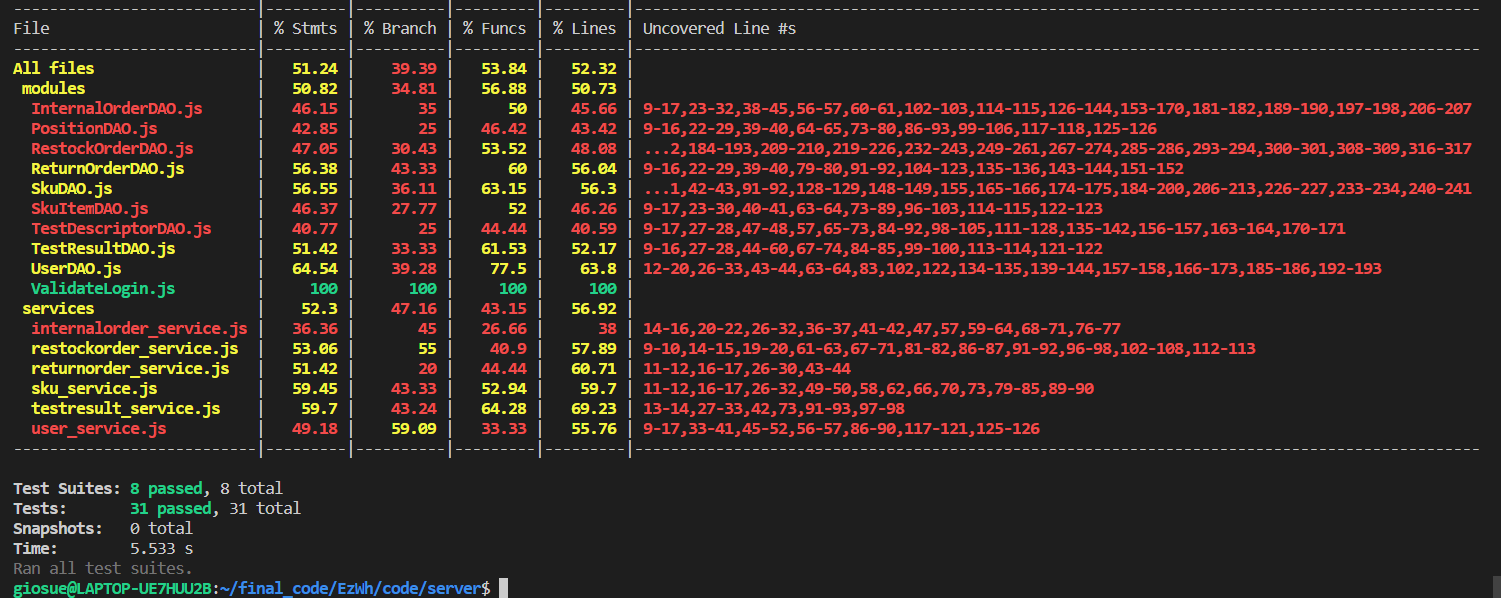 --------------------------|---------|----------|---------|---------|----------------------------------------------------------------------------------------------
File                      | % Stmts | % Branch | % Funcs | % Lines | Uncovered Line #s
--------------------------|---------|----------|---------|---------|----------------------------------------------------------------------------------------------
All files                 |   51.24 |    39.39 |   53.84 |   52.32 |
 modules                  |   50.82 |    34.81 |   56.88 |   50.73 |
  InternalOrderDAO.js     |   46.15 |       35 |      50 |   45.66 | 9-17,23-32,38-45,56-57,60-61,102-103,114-115,126-144,153-170,181-182,189-190,197-198,206-207
  PositionDAO.js          |   42.85 |       25 |   46.42 |   43.42 | 9-16,22-29,39-40,64-65,73-80,86-93,99-106,117-118,125-126
  RestockOrderDAO.js      |   47.05 |    30.43 |   53.52 |   48.08 | ...2,184-193,209-210,219-226,232-243,249-261,267-274,285-286,293-294,300-301,308-309,316-317
  ReturnOrderDAO.js       |   56.38 |    43.33 |      60 |   56.04 | 9-16,22-29,39-40,79-80,91-92,104-123,135-136,143-144,151-152
  SkuDAO.js               |   56.55 |    36.11 |   63.15 |    56.3 | ...1,42-43,91-92,128-129,148-149,155,165-166,174-175,184-200,206-213,226-227,233-234,240-241
  SkuItemDAO.js           |   46.37 |    27.77 |      52 |   46.26 | 9-17,23-30,40-41,63-64,73-89,96-103,114-115,122-123
  TestDescriptorDAO.js    |   40.77 |       25 |   44.44 |   40.59 | 9-17,27-28,47-48,57,65-73,84-92,98-105,111-128,135-142,156-157,163-164,170-171
  TestResultDAO.js        |   51.42 |    33.33 |   61.53 |   52.17 | 9-16,27-28,44-60,67-74,84-85,99-100,113-114,121-122
  UserDAO.js              |   64.54 |    39.28 |    77.5 |    63.8 | 12-20,26-33,43-44,63-64,83,102,122,134-135,139-144,157-158,166-173,185-186,192-193
  ValidateLogin.js        |     100 |      100 |     100 |     100 |
 services                 |    52.3 |    47.16 |   43.15 |   56.92 |
  internalorder_service.js |   36.36 |       45 |   26.66 |      38 | 14-16,20-22,26-32,36-37,41-42,47,57,59-64,68-71,76-77
  restockorder_service.js |   53.06 |       55 |    40.9 |   57.89 | 9-10,14-15,19-20,61-63,67-71,81-82,86-87,91-92,96-98,102-108,112-113
  returnorder_service.js  |   51.42 |       20 |   44.44 |   60.71 | 11-12,16-17,26-30,43-44
  sku_service.js          |   59.45 |    43.33 |   52.94 |    59.7 | 11-12,16-17,26-32,49-50,58,62,66,70,73,79-85,89-90
  testresult_service.js   |    59.7 |    43.24 |   64.28 |   69.23 | 13-14,27-33,42,73,91-93,97-98
  user_service.js         |   49.18 |    59.09 |   33.33 |   55.76 | 9-17,33-41,45-52,56-57,86-90,117-121,125-126
--------------------------|---------|----------|---------|---------|----------------------------------------------------------------------------------------------
Test Suites: 8 passed, 8 total
Tests:       31 passed, 31 total
Snapshots:   0 total
Time:        5.533 s
Ran all test suites.
giosue@LAPTOP-UE7HUU2B:~/final_code/EzWh/code/server$